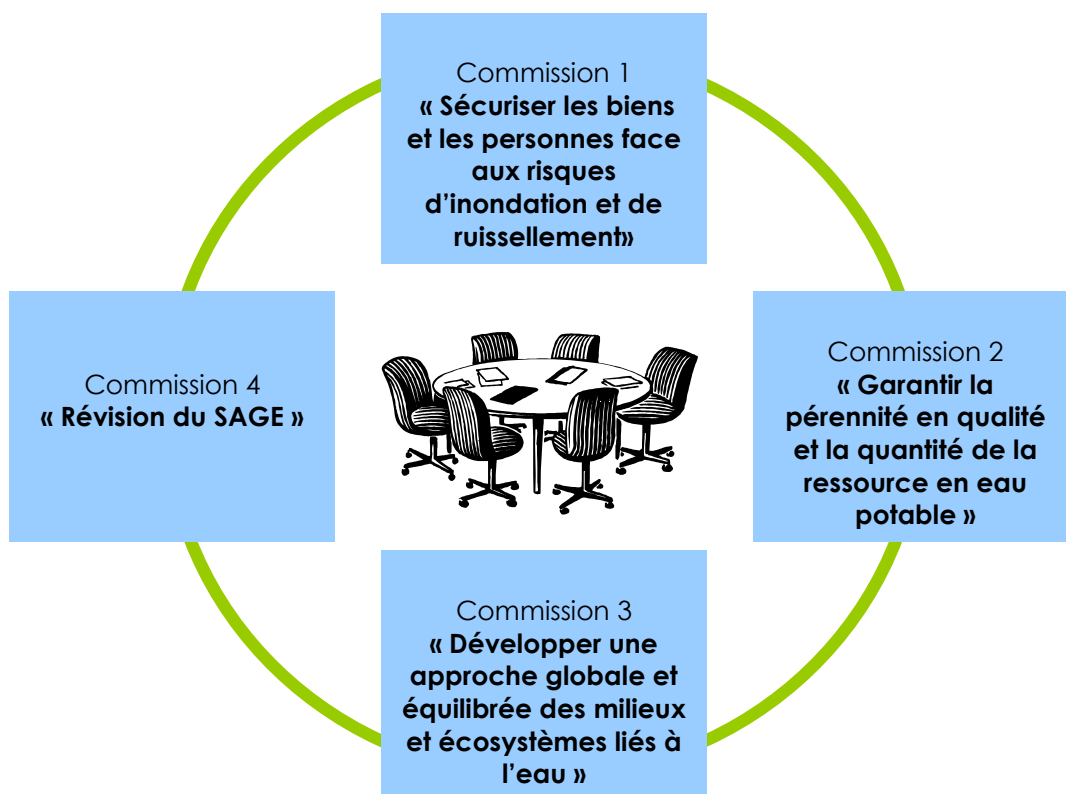 Commission 1
« Sécuriser les biens
et les personnes face
aux risques
d'inondation et de
ruissellement»
Commission 2
« Garantir la
pérennité en qualité
et la quantité de la
ressource en eau
potable »
Commission 3
« Développer une
approche globale et
équilibrée des milieux
et écosystèmes liés à
l'eau »
Commission 4
« Révision du SAGE »